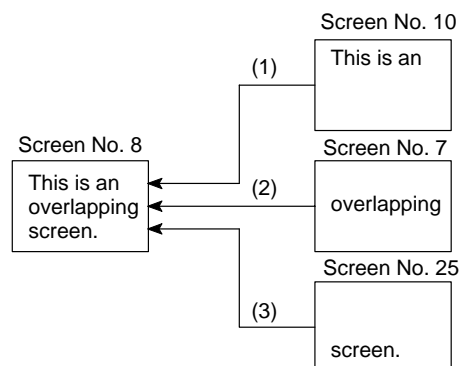 Screen No. 10
This is an
(1)
Screen No. 8
This is an
overlapping
screen.
Screen No. 7
(2)
overlapping
Screen No. 25
(3)
screen.